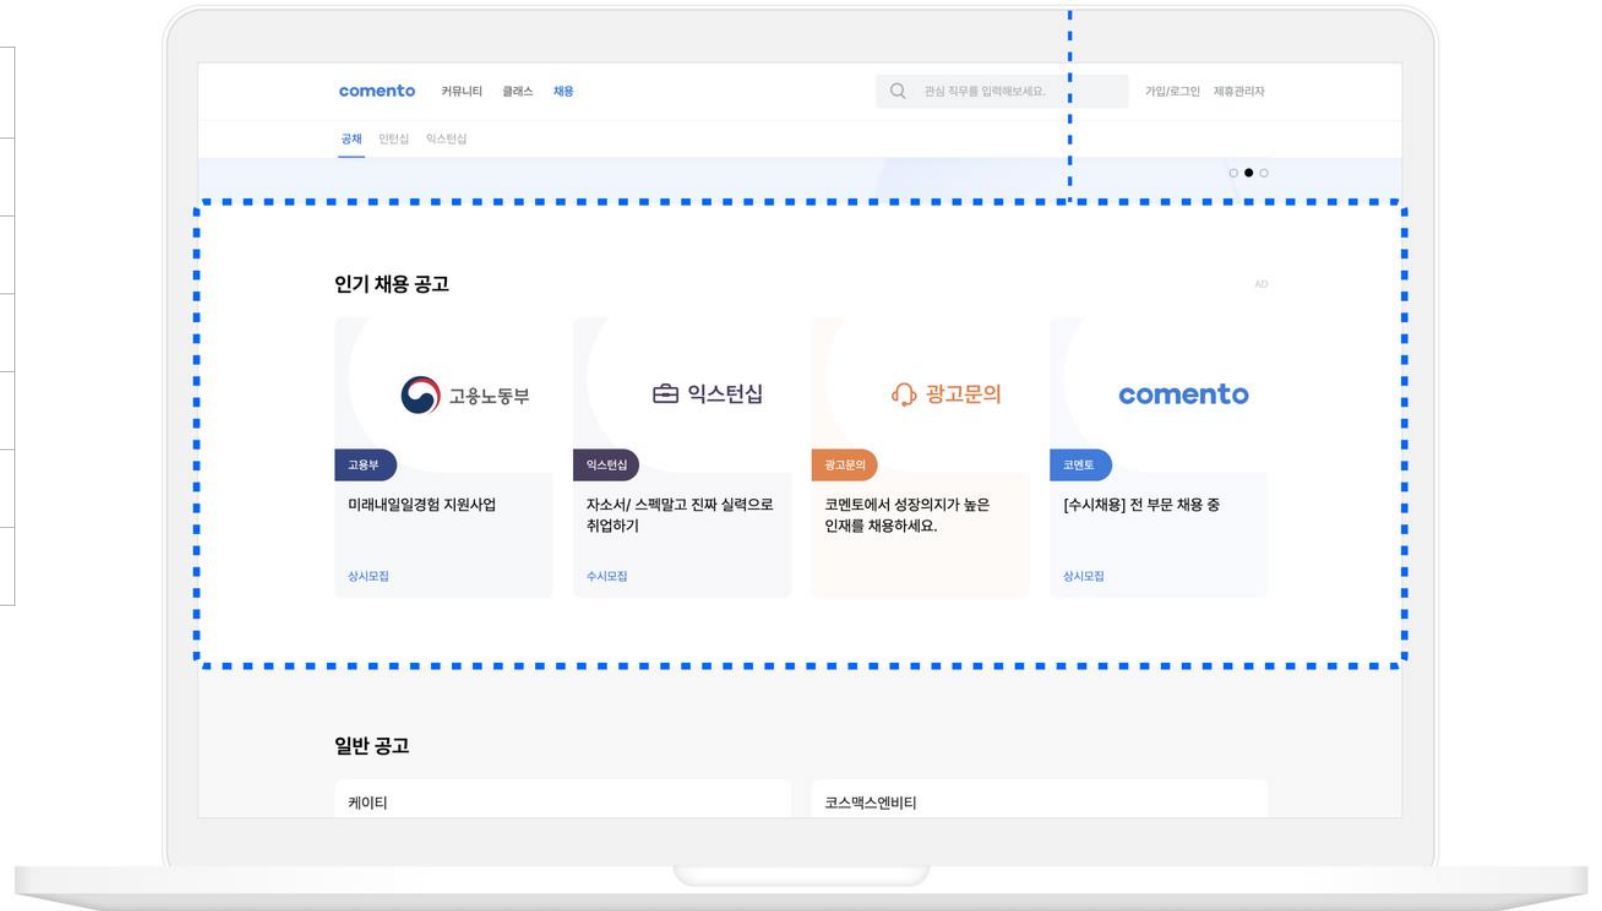 comento 커뮤니티 클래스 채용 관심 직무를 입력해보세요. 가입/로그인 제휴관리자
공채 인턴십 익스턴십
인기 채용 공고 AD
고용노동부 익스턴십 광고문의 comento
고용부 익스턴십 광고문의 코멘토
미래내일일경험 지원사업
자소서/ 스펙말고 진짜 실력으로
취업하기
코멘토에서 성장의지가 높은
인재를 채용하세요.
[수시채용] 전 부문 채용 중
상시모집 수시모집 상시모집
일반 공고
케이티 코스맥스엔비티